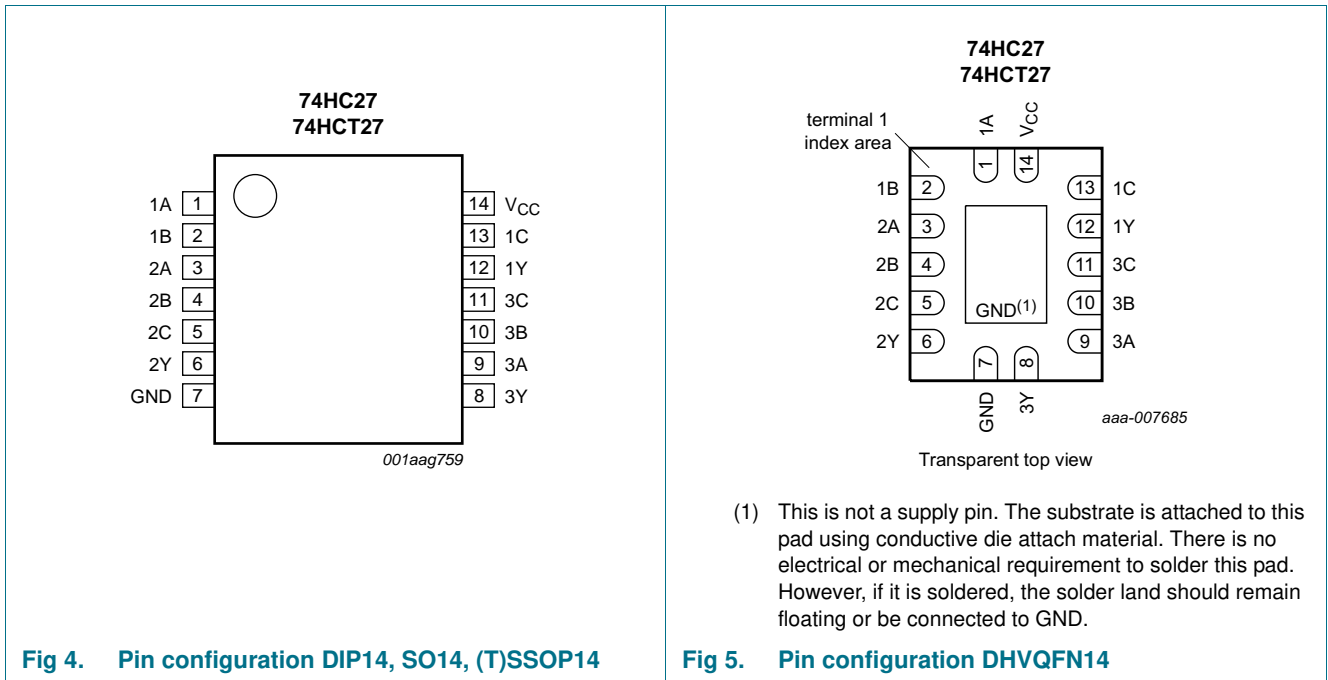 74HC27
74HCT27
1A 1
1B 2
2A 3
2B 4
2C 5
2Y 6
GND 7
14 VCC
13 1C
12 1Y
11 3C
10 3B
9 3A
8 3Y
001aag759
Fig 4. Pin configuration DIP14, SO14, (T)SSOP14
74HC27
74HCT27
terminal 1
index area
1A
VCC
1
14
1B 2
2A 3
2B 4
2C 5
2Y 6
13 1C
12 1Y
11 3C
10 3B
9 3A
GND(1)
7
8
GND
3Y
aaa-007685
Transparent top view
(1) This is not a supply pin. The substrate is attached to this
pad using conductive die attach material. There is no
electrical or mechanical requirement to solder this pad.
However, if it is soldered, the solder land should remain
floating or be connected to GND.
Fig 5. Pin configuration DHVQFN14